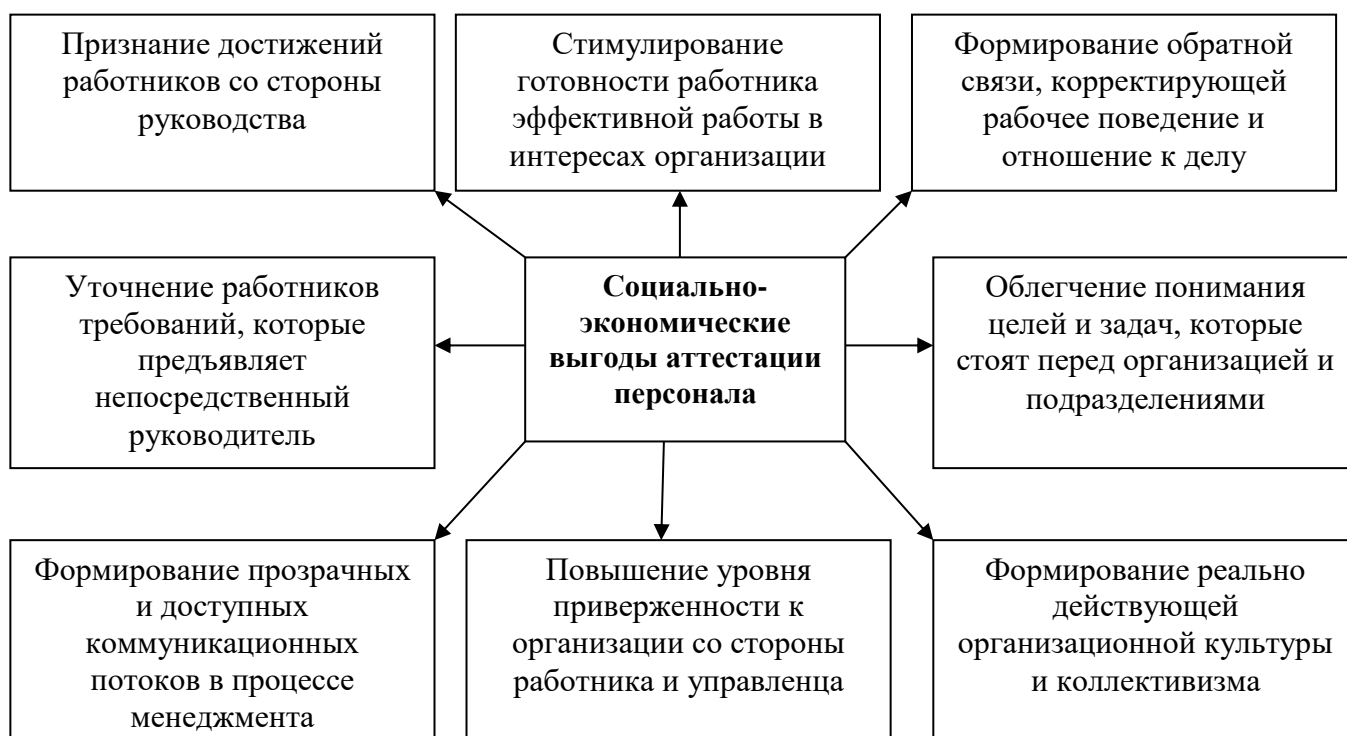 Признание достижений
работников со стороны
руководства
Стимулирование
готовности работника
эффективной работы в
интересах организации
Формирование обратной
связи, корректирующей
рабочее поведение и
отношение к делу
Уточнение работников
требований, которые
предъявляет
непосредственный
руководитель
Социально-
экономические
выгоды аттестации
персонала
Облегчение понимания
целей и задач, которые
стоят перед организацией и
подразделениями
Формирование прозрачных
и доступных
коммуникационных
потоков в процессе
менеджмента
Повышение уровня
приверженности к
организации со стороны
работника и управленца
Формирование реально
действующей
организационной культуры
и коллективизма